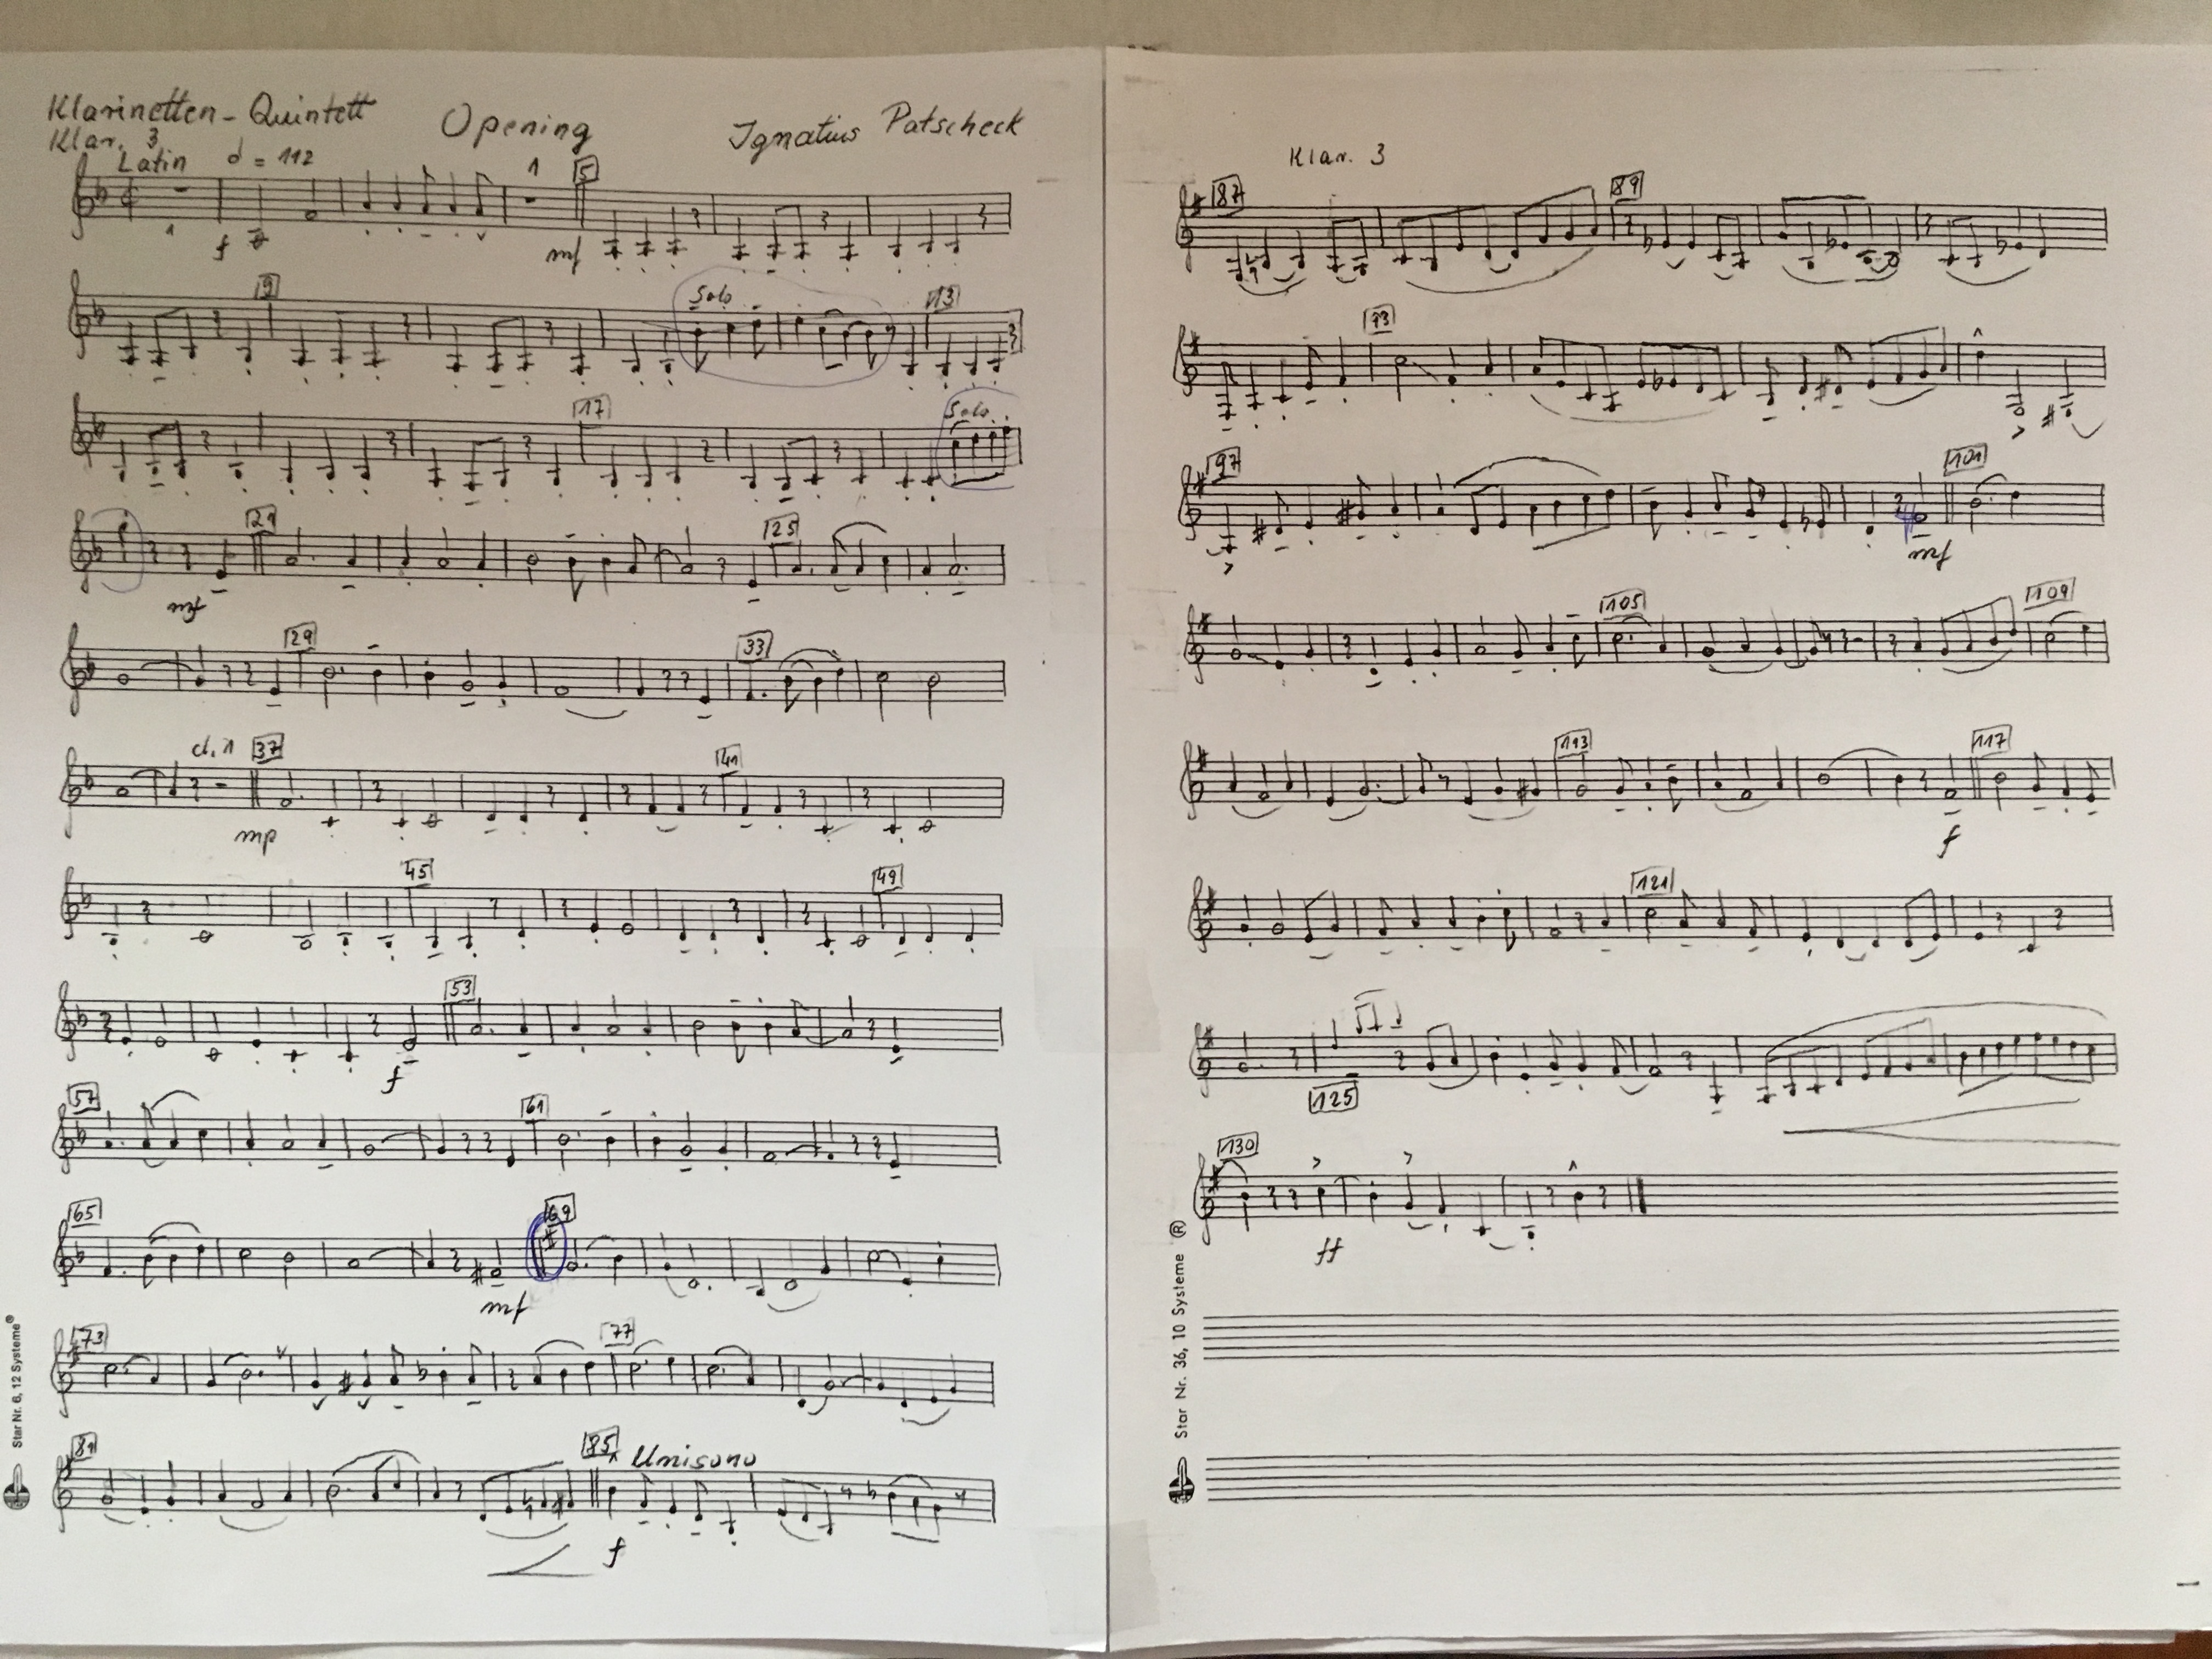 Klarinetten-Quintett
Klar. 3
Opening
Ignatius Patscheck
Latin 𝅗𝅥 = 112
1 f 1 mf 5
9 Solo 13
17 Solo
mf 21 25
29 33
cl. 1 37 mp 41
45 49
f 53
57 61
65 mf 69
73 77
81 85 Unisono f
Star Nr. 6, 12 Systeme®
Klar. 3
87 89
93
97 mf 101
105 109
113 f 117
121
125
130 ff
Star Nr. 36, 10 Systeme ®